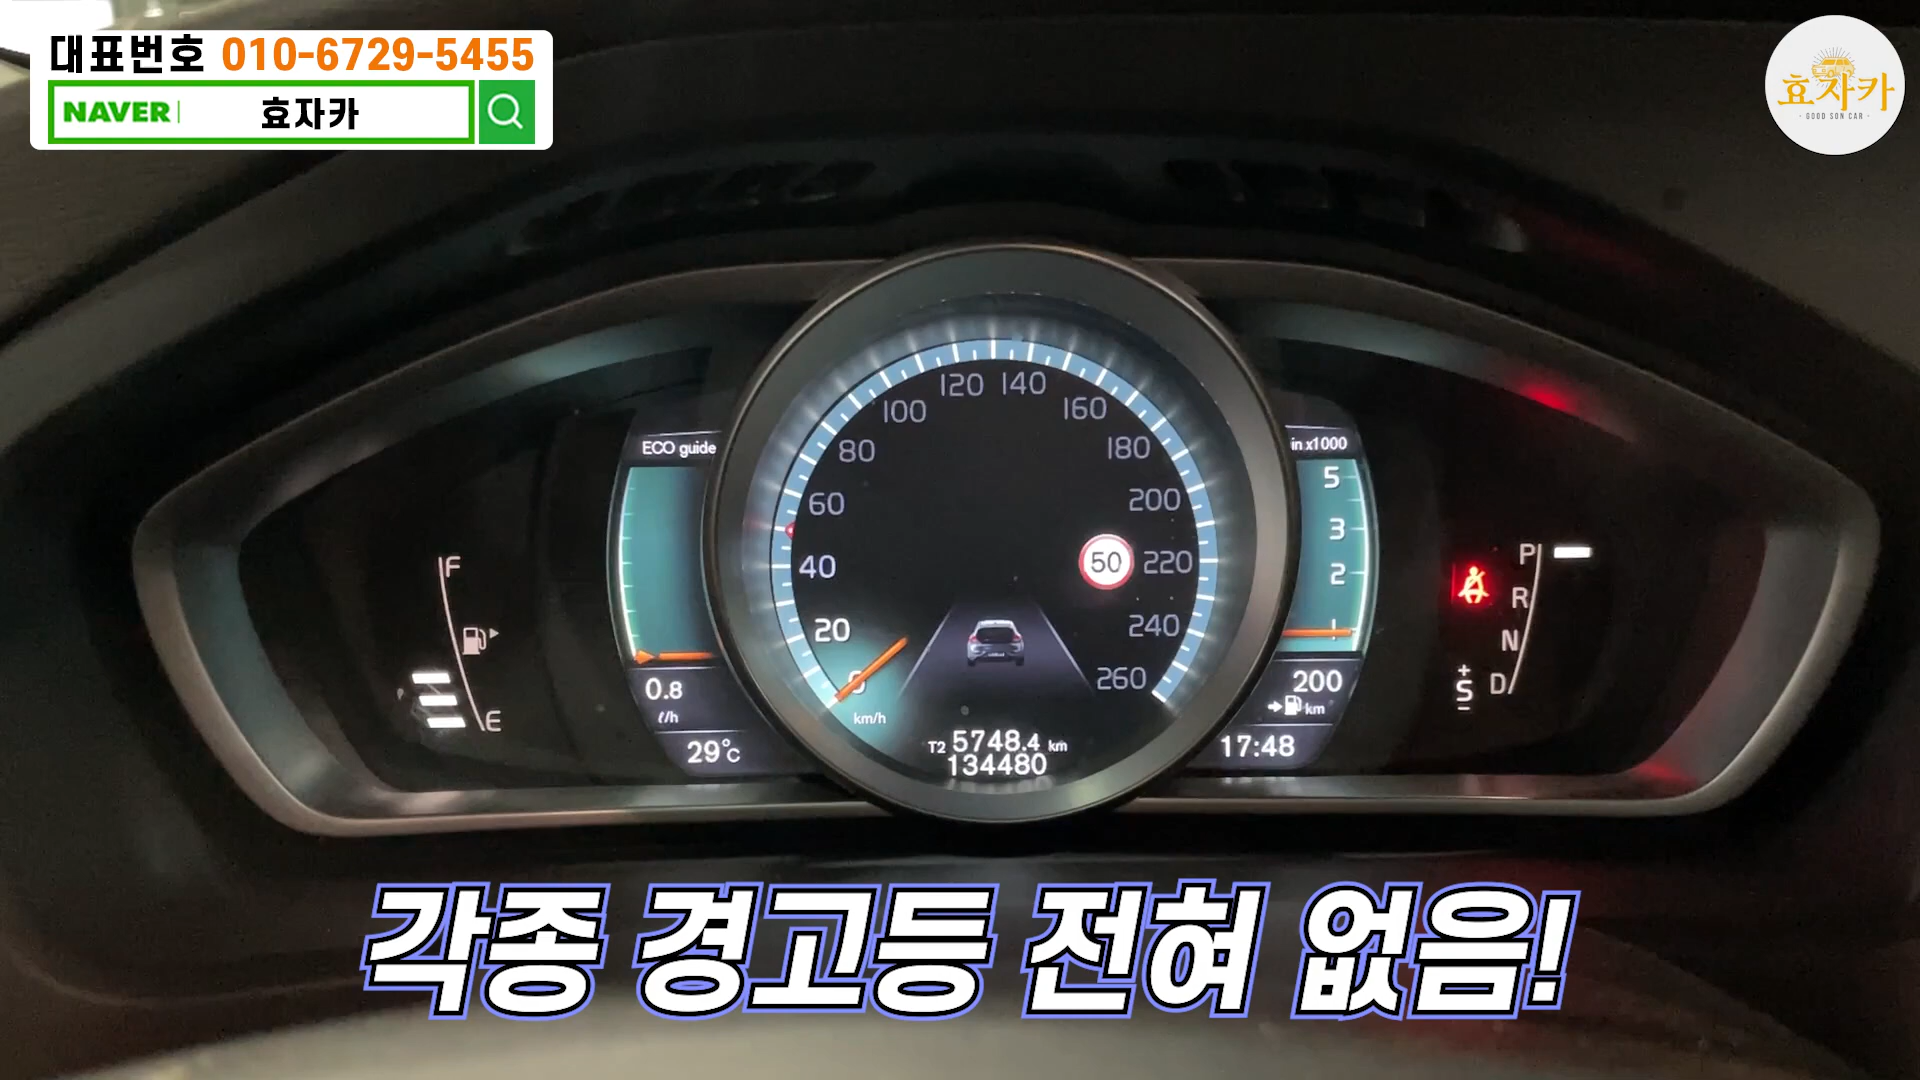 대표번호 010-6729-5455
NAVER 효자카
효자카
· GOOD SON CAR ·
ECO guide
in x1000
120 140
100 160
80 180
60 200
40 50 220
20 240
0 260
km/h
5
3
2
1
F
E
P
R
N
D
+
S
−
0.8
ℓ/h
29°C
T2 5748.4 km
134480
200
km
17:48
각종 경고등 전혀 없음!